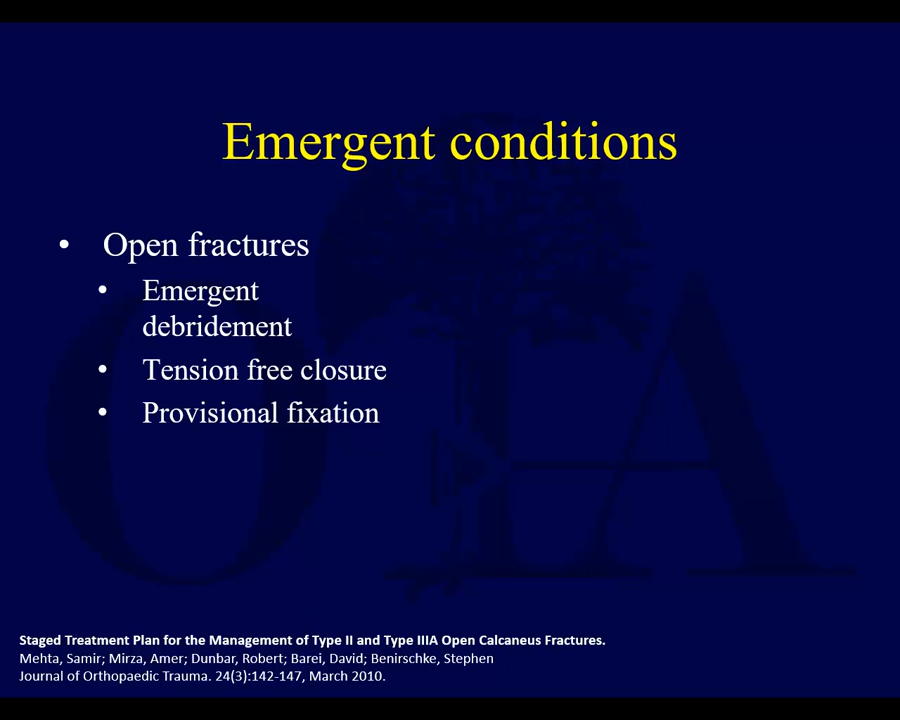 Emergent conditions
• Open fractures
• Emergent
debridement
• Tension free closure
• Provisional fixation
OTA
Staged Treatment Plan for the Management of Type II and Type IIIA Open Calcaneus Fractures.
Mehta, Samir; Mirza, Amer; Dunbar, Robert; Barei, David; Benirschke, Stephen
Journal of Orthopaedic Trauma. 24(3):142-147, March 2010.